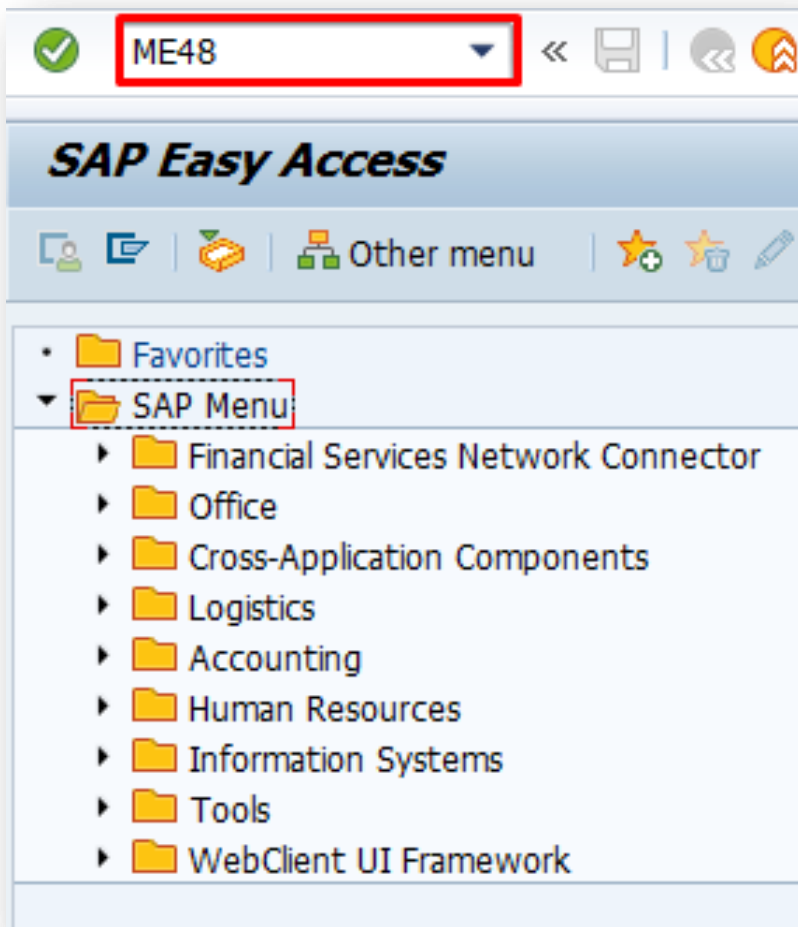 ME48
SAP Easy Access
Other menu
Favorites
SAP Menu
Financial Services Network Connector
Office
Cross-Application Components
Logistics
Accounting
Human Resources
Information Systems
Tools
WebClient UI Framework